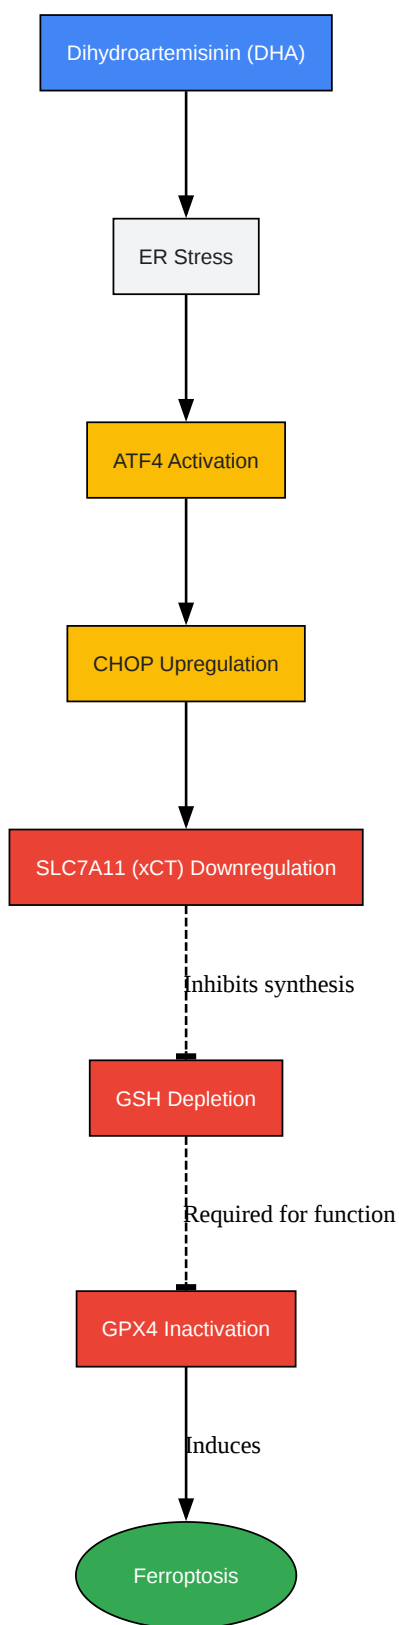 Dihydroartemisinin (DHA)
ER Stress
ATF4 Activation
CHOP Upregulation
SLC7A11 (xCT) Downregulation
Inhibits synthesis
GSH Depletion
Required for function
GPX4 Inactivation
Induces
Ferroptosis